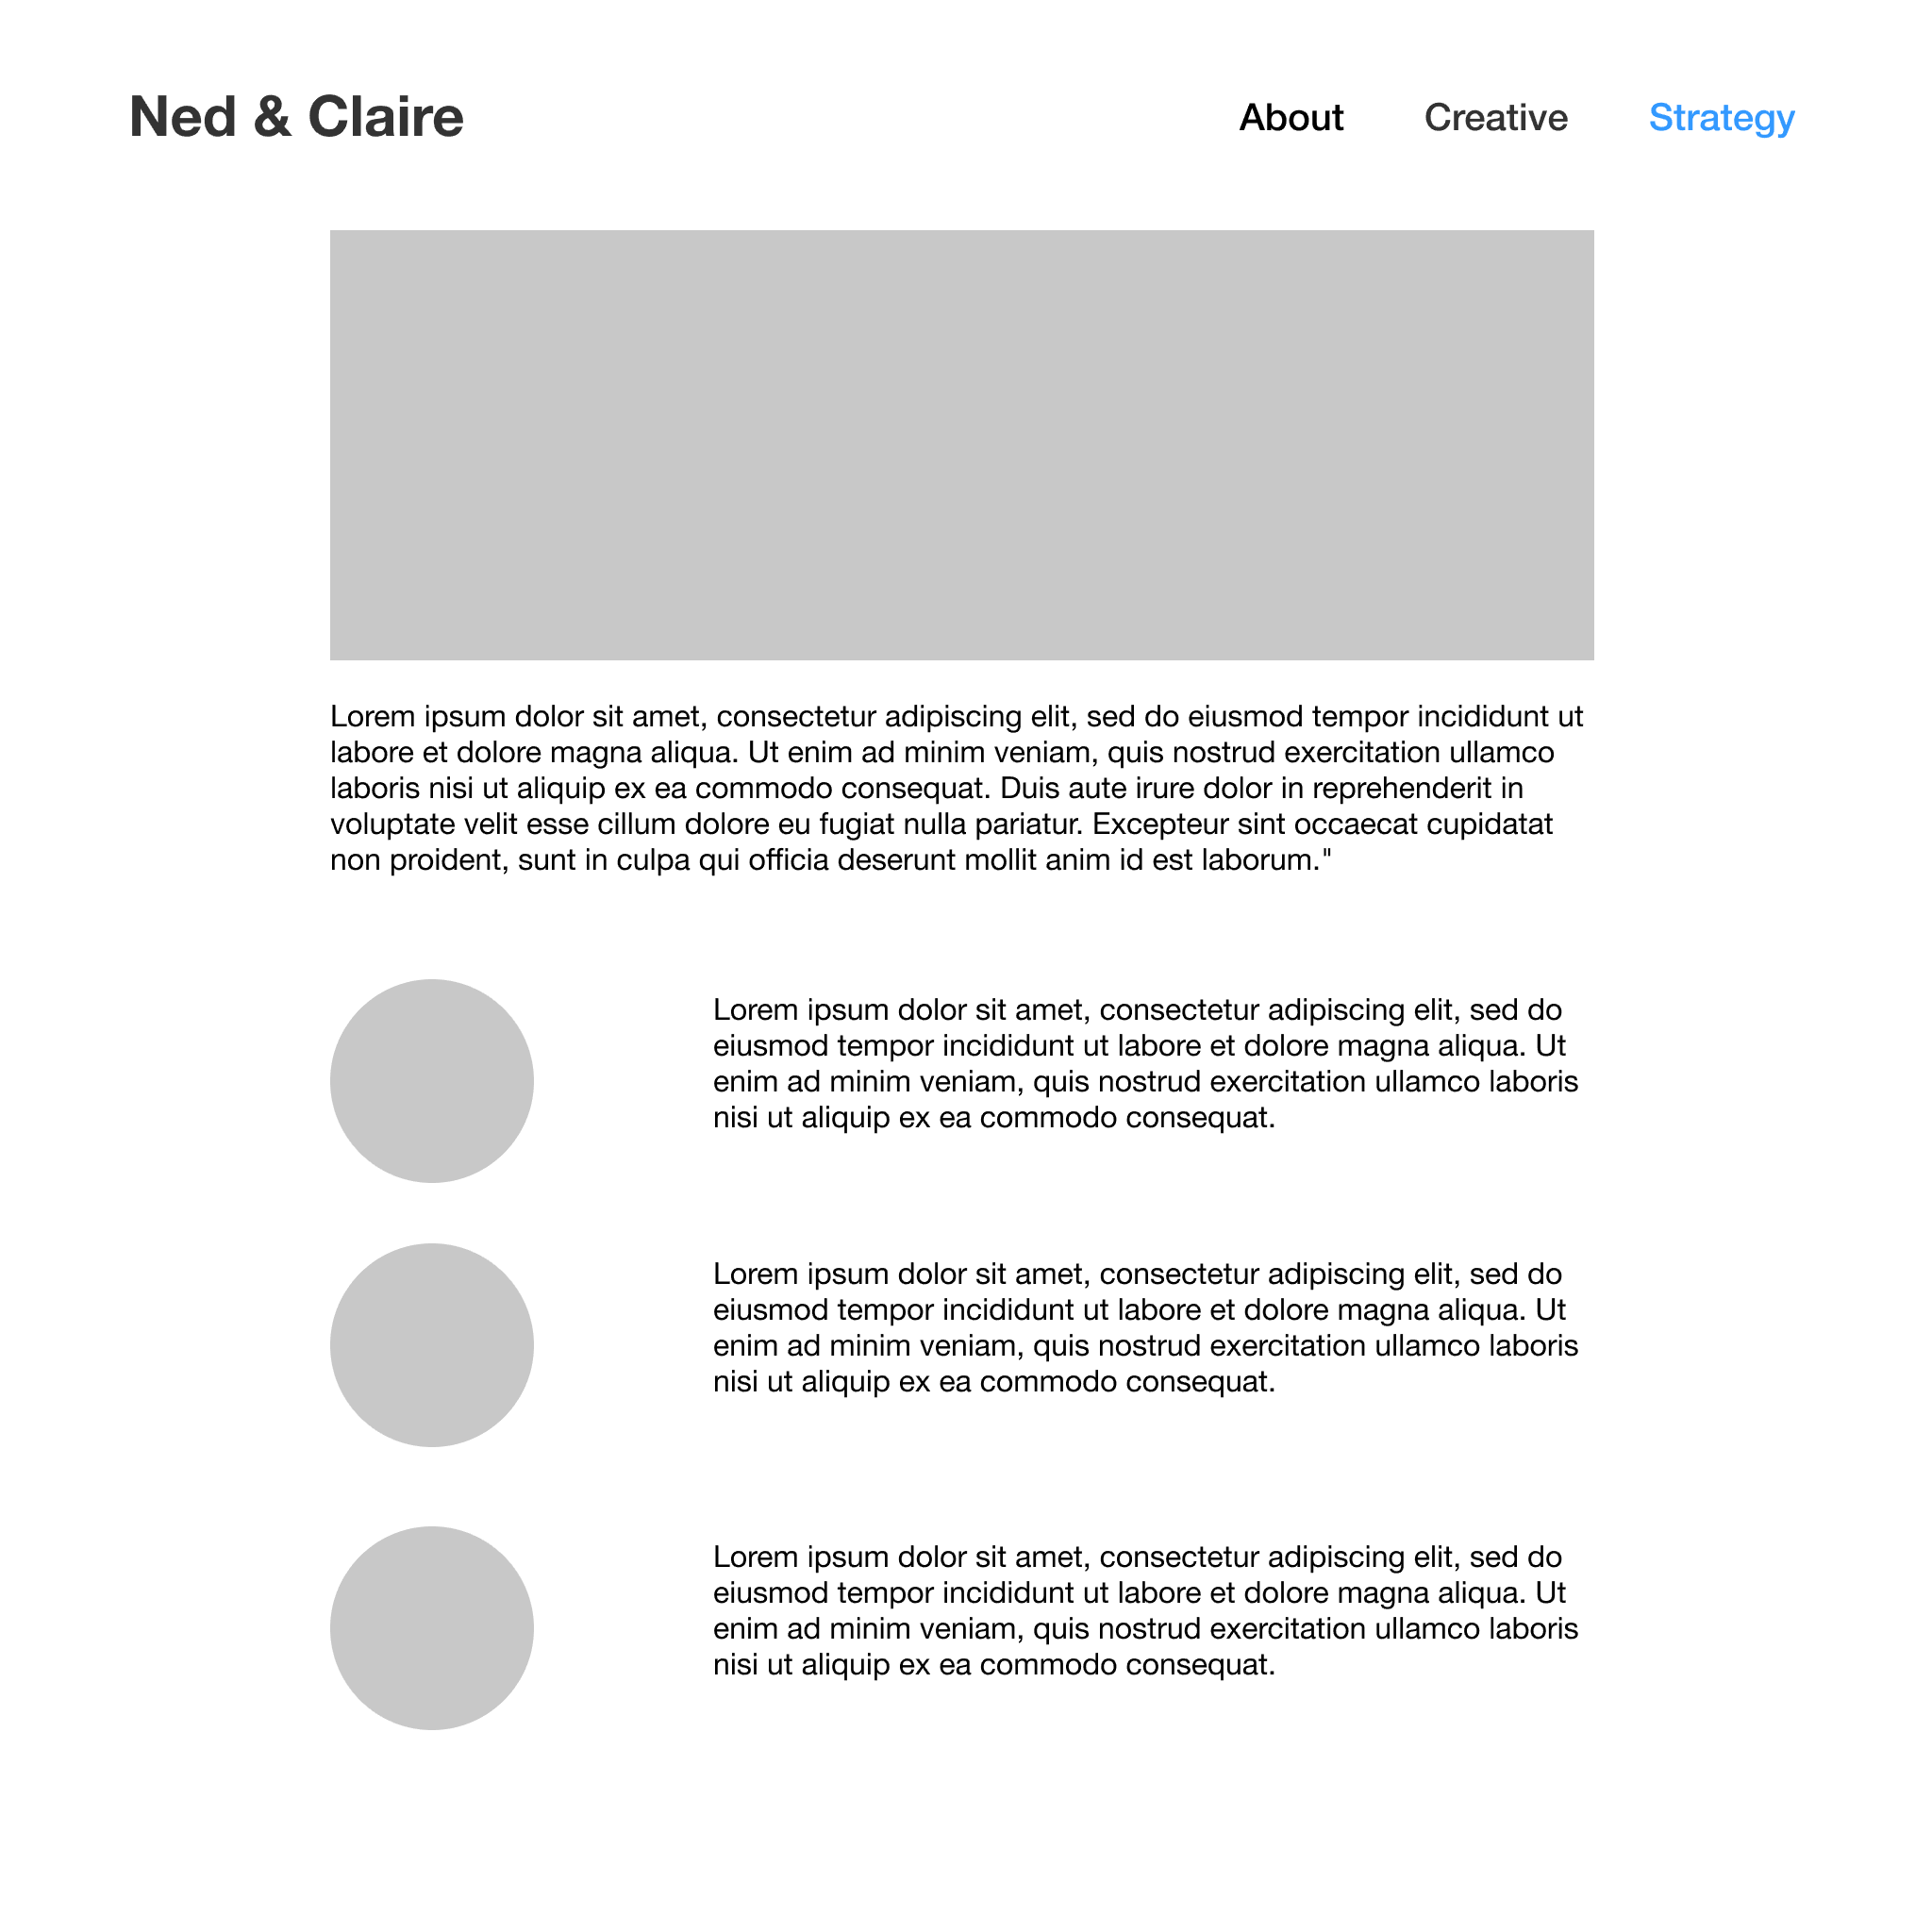 Ned & Claire
About Creative Strategy
Lorem ipsum dolor sit amet, consectetur adipiscing elit, sed do eiusmod tempor incididunt ut
labore et dolore magna aliqua. Ut enim ad minim veniam, quis nostrud exercitation ullamco
laboris nisi ut aliquip ex ea commodo consequat. Duis aute irure dolor in reprehenderit in
voluptate velit esse cillum dolore eu fugiat nulla pariatur. Excepteur sint occaecat cupidatat
non proident, sunt in culpa qui officia deserunt mollit anim id est laborum."
Lorem ipsum dolor sit amet, consectetur adipiscing elit, sed do
eiusmod tempor incididunt ut labore et dolore magna aliqua. Ut
enim ad minim veniam, quis nostrud exercitation ullamco laboris
nisi ut aliquip ex ea commodo consequat.
Lorem ipsum dolor sit amet, consectetur adipiscing elit, sed do
eiusmod tempor incididunt ut labore et dolore magna aliqua. Ut
enim ad minim veniam, quis nostrud exercitation ullamco laboris
nisi ut aliquip ex ea commodo consequat.
Lorem ipsum dolor sit amet, consectetur adipiscing elit, sed do
eiusmod tempor incididunt ut labore et dolore magna aliqua. Ut
enim ad minim veniam, quis nostrud exercitation ullamco laboris
nisi ut aliquip ex ea commodo consequat.